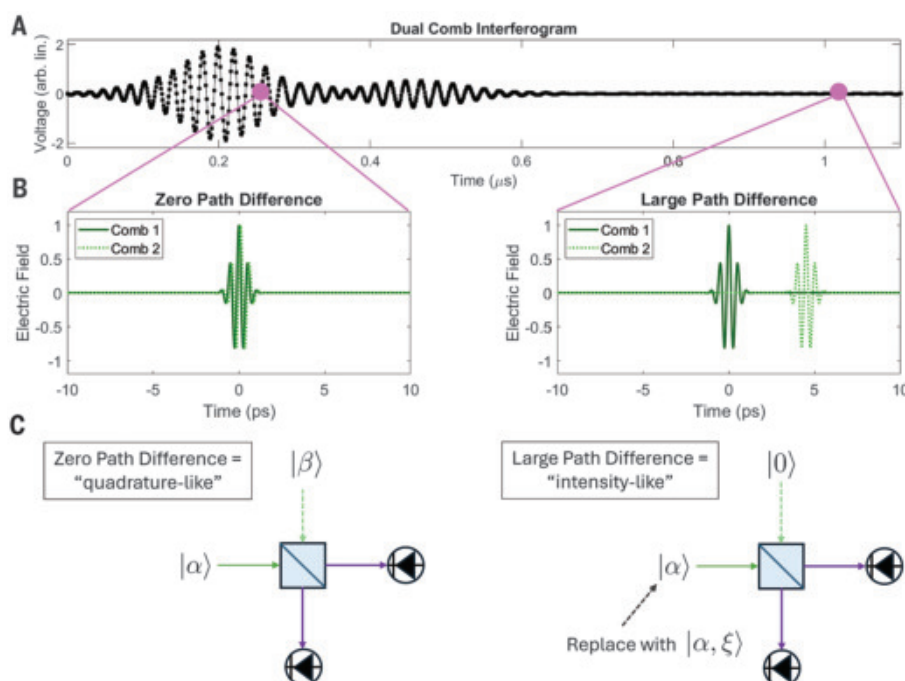 A
Dual Comb Interferogram
Voltage (arb. lin.)
2
0
-2
0
0.2
0.4
0.6
0.8
1
Time (μs)
B
Zero Path Difference
Electric Field
1
0.5
0
-0.5
-1
Comb 1
Comb 2
-10
-5
0
5
10
Time (ps)
Large Path Difference
Electric Field
1
0.5
0
-0.5
-1
Comb 1
Comb 2
-10
-5
0
5
10
Time (ps)
C
Zero Path Difference =
“quadrature-like”
|β⟩
|α⟩
Large Path Difference =
“intensity-like”
|0⟩
|α⟩
Replace with |α, ξ⟩